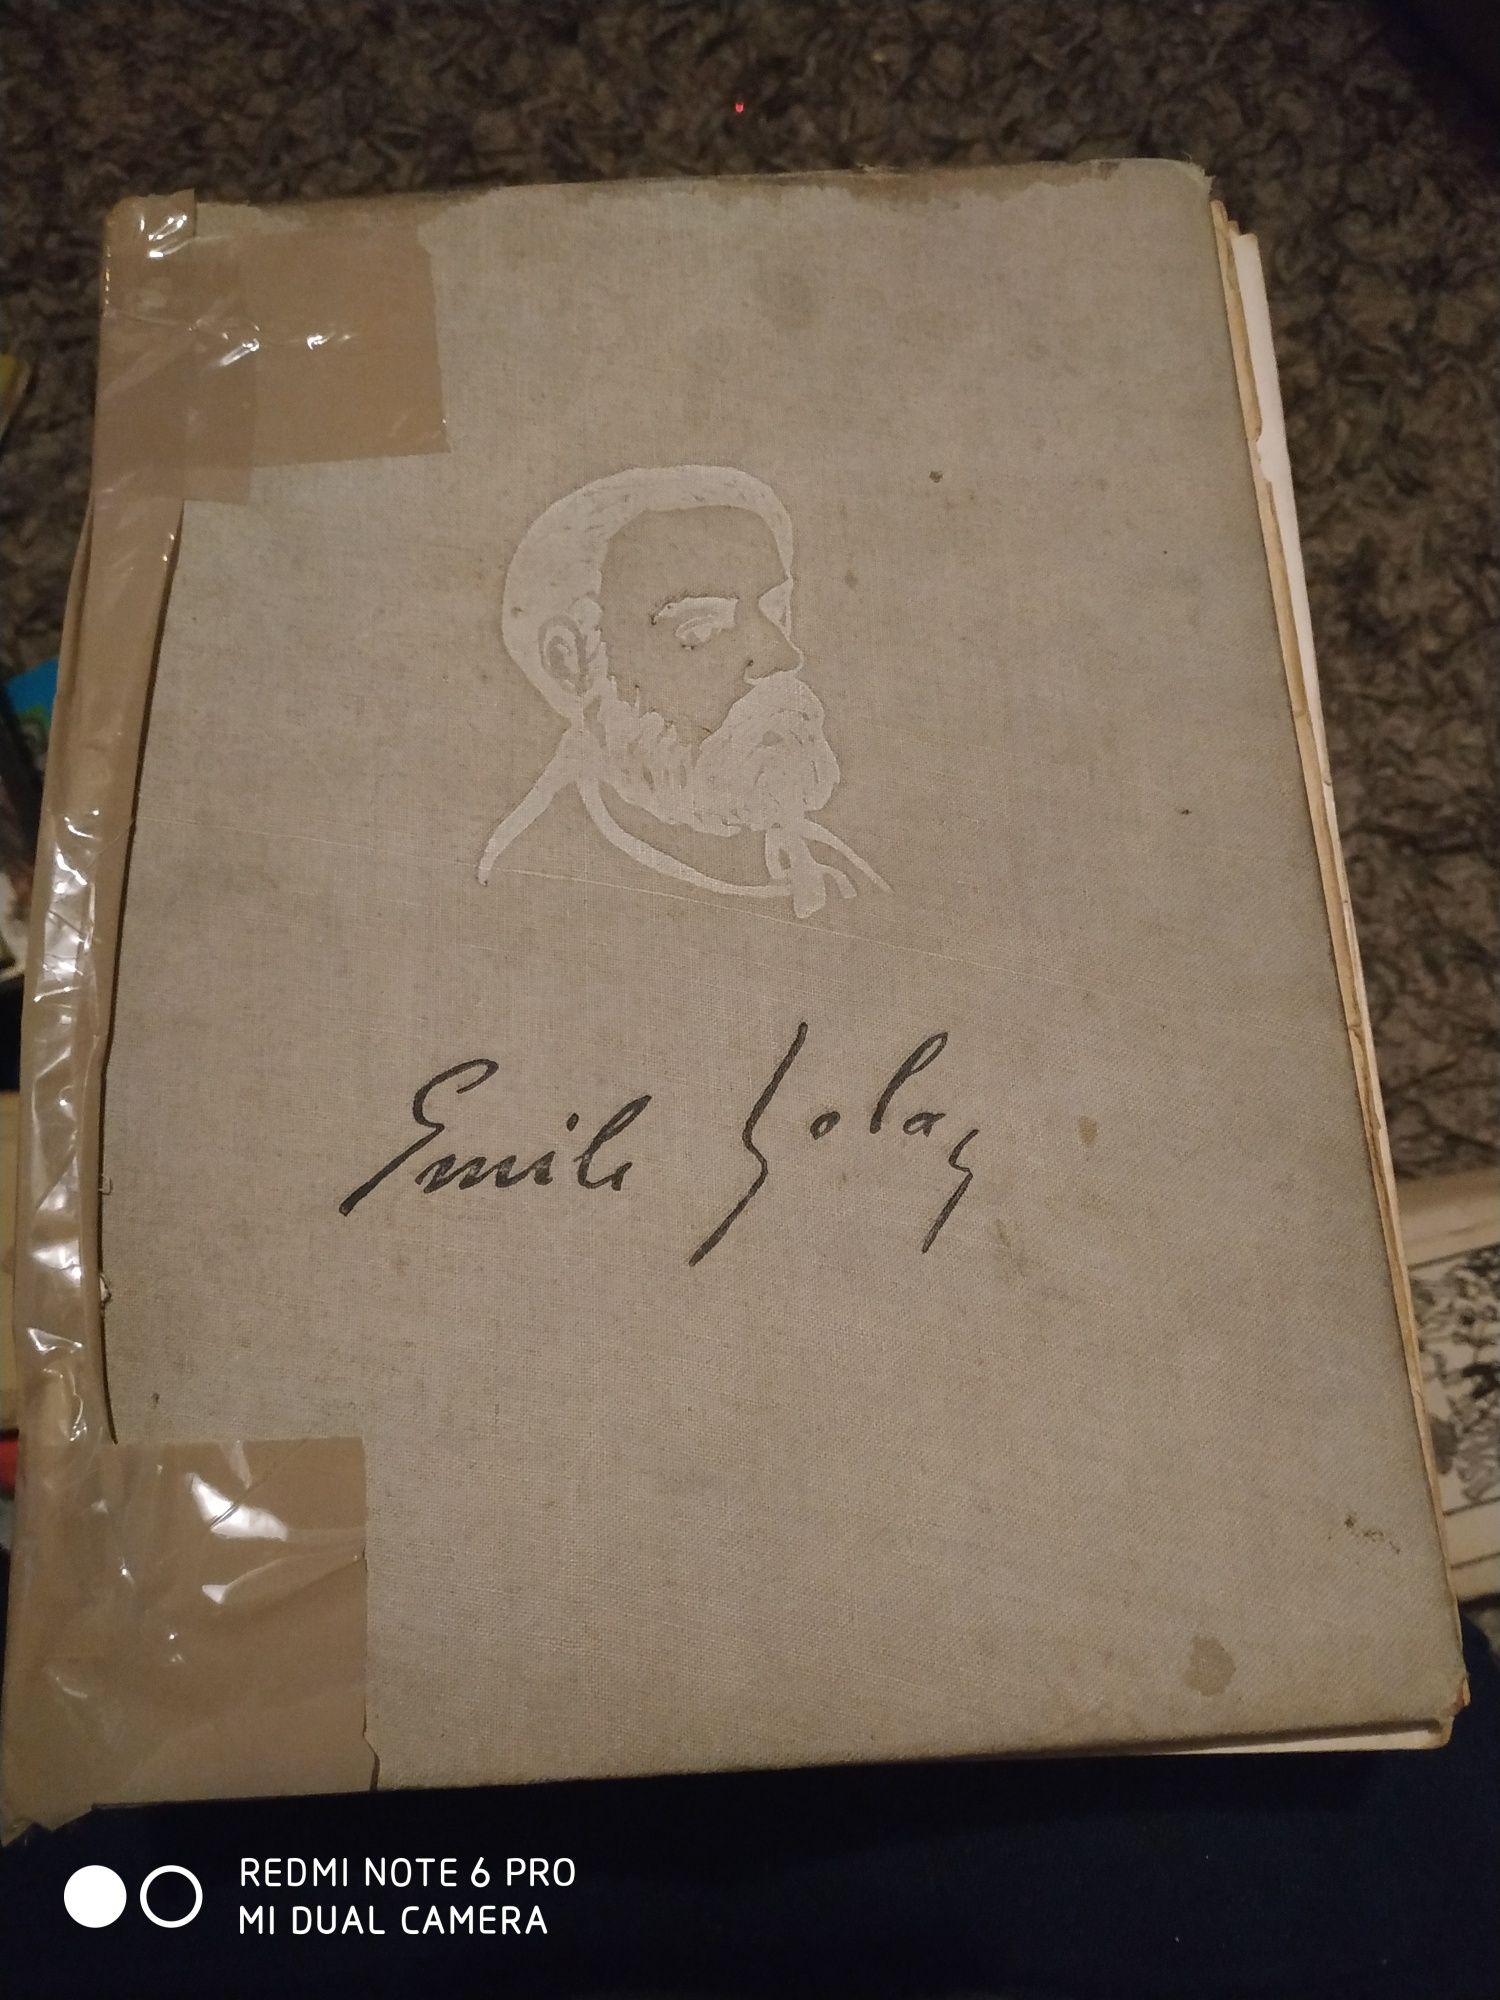 Emile Zola
REDMI NOTE 6 PRO
MI DUAL CAMERA